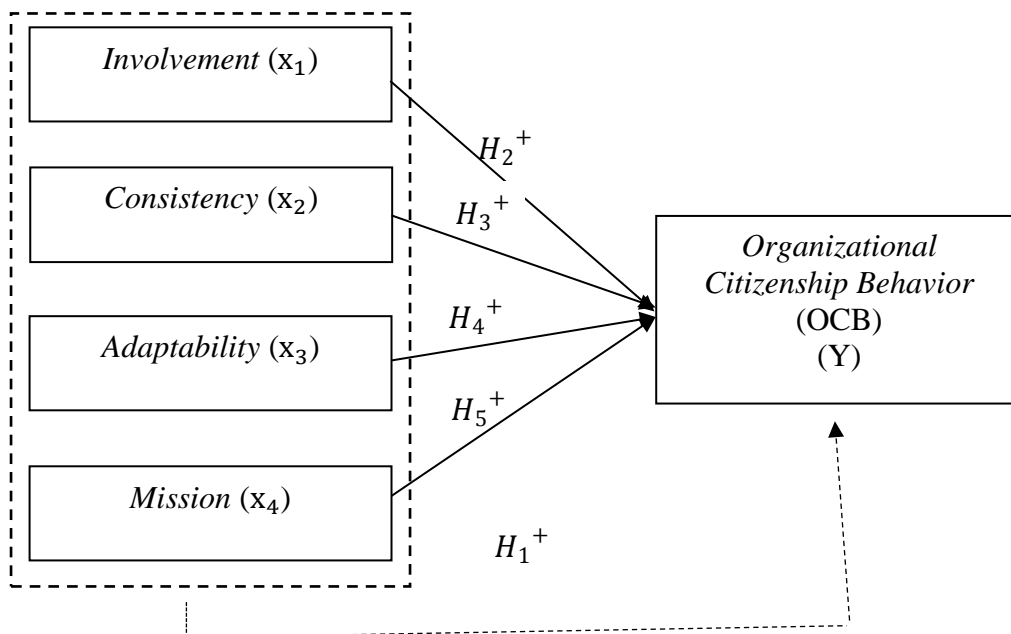 Involvement (x₁)
H₂⁺
Consistency (x₂)
H₃⁺
Organizational
Citizenship Behavior
(OCB)
(Y)
H₄⁺
Adaptability (x₃)
H₅⁺
Mission (x₄)
H₁⁺